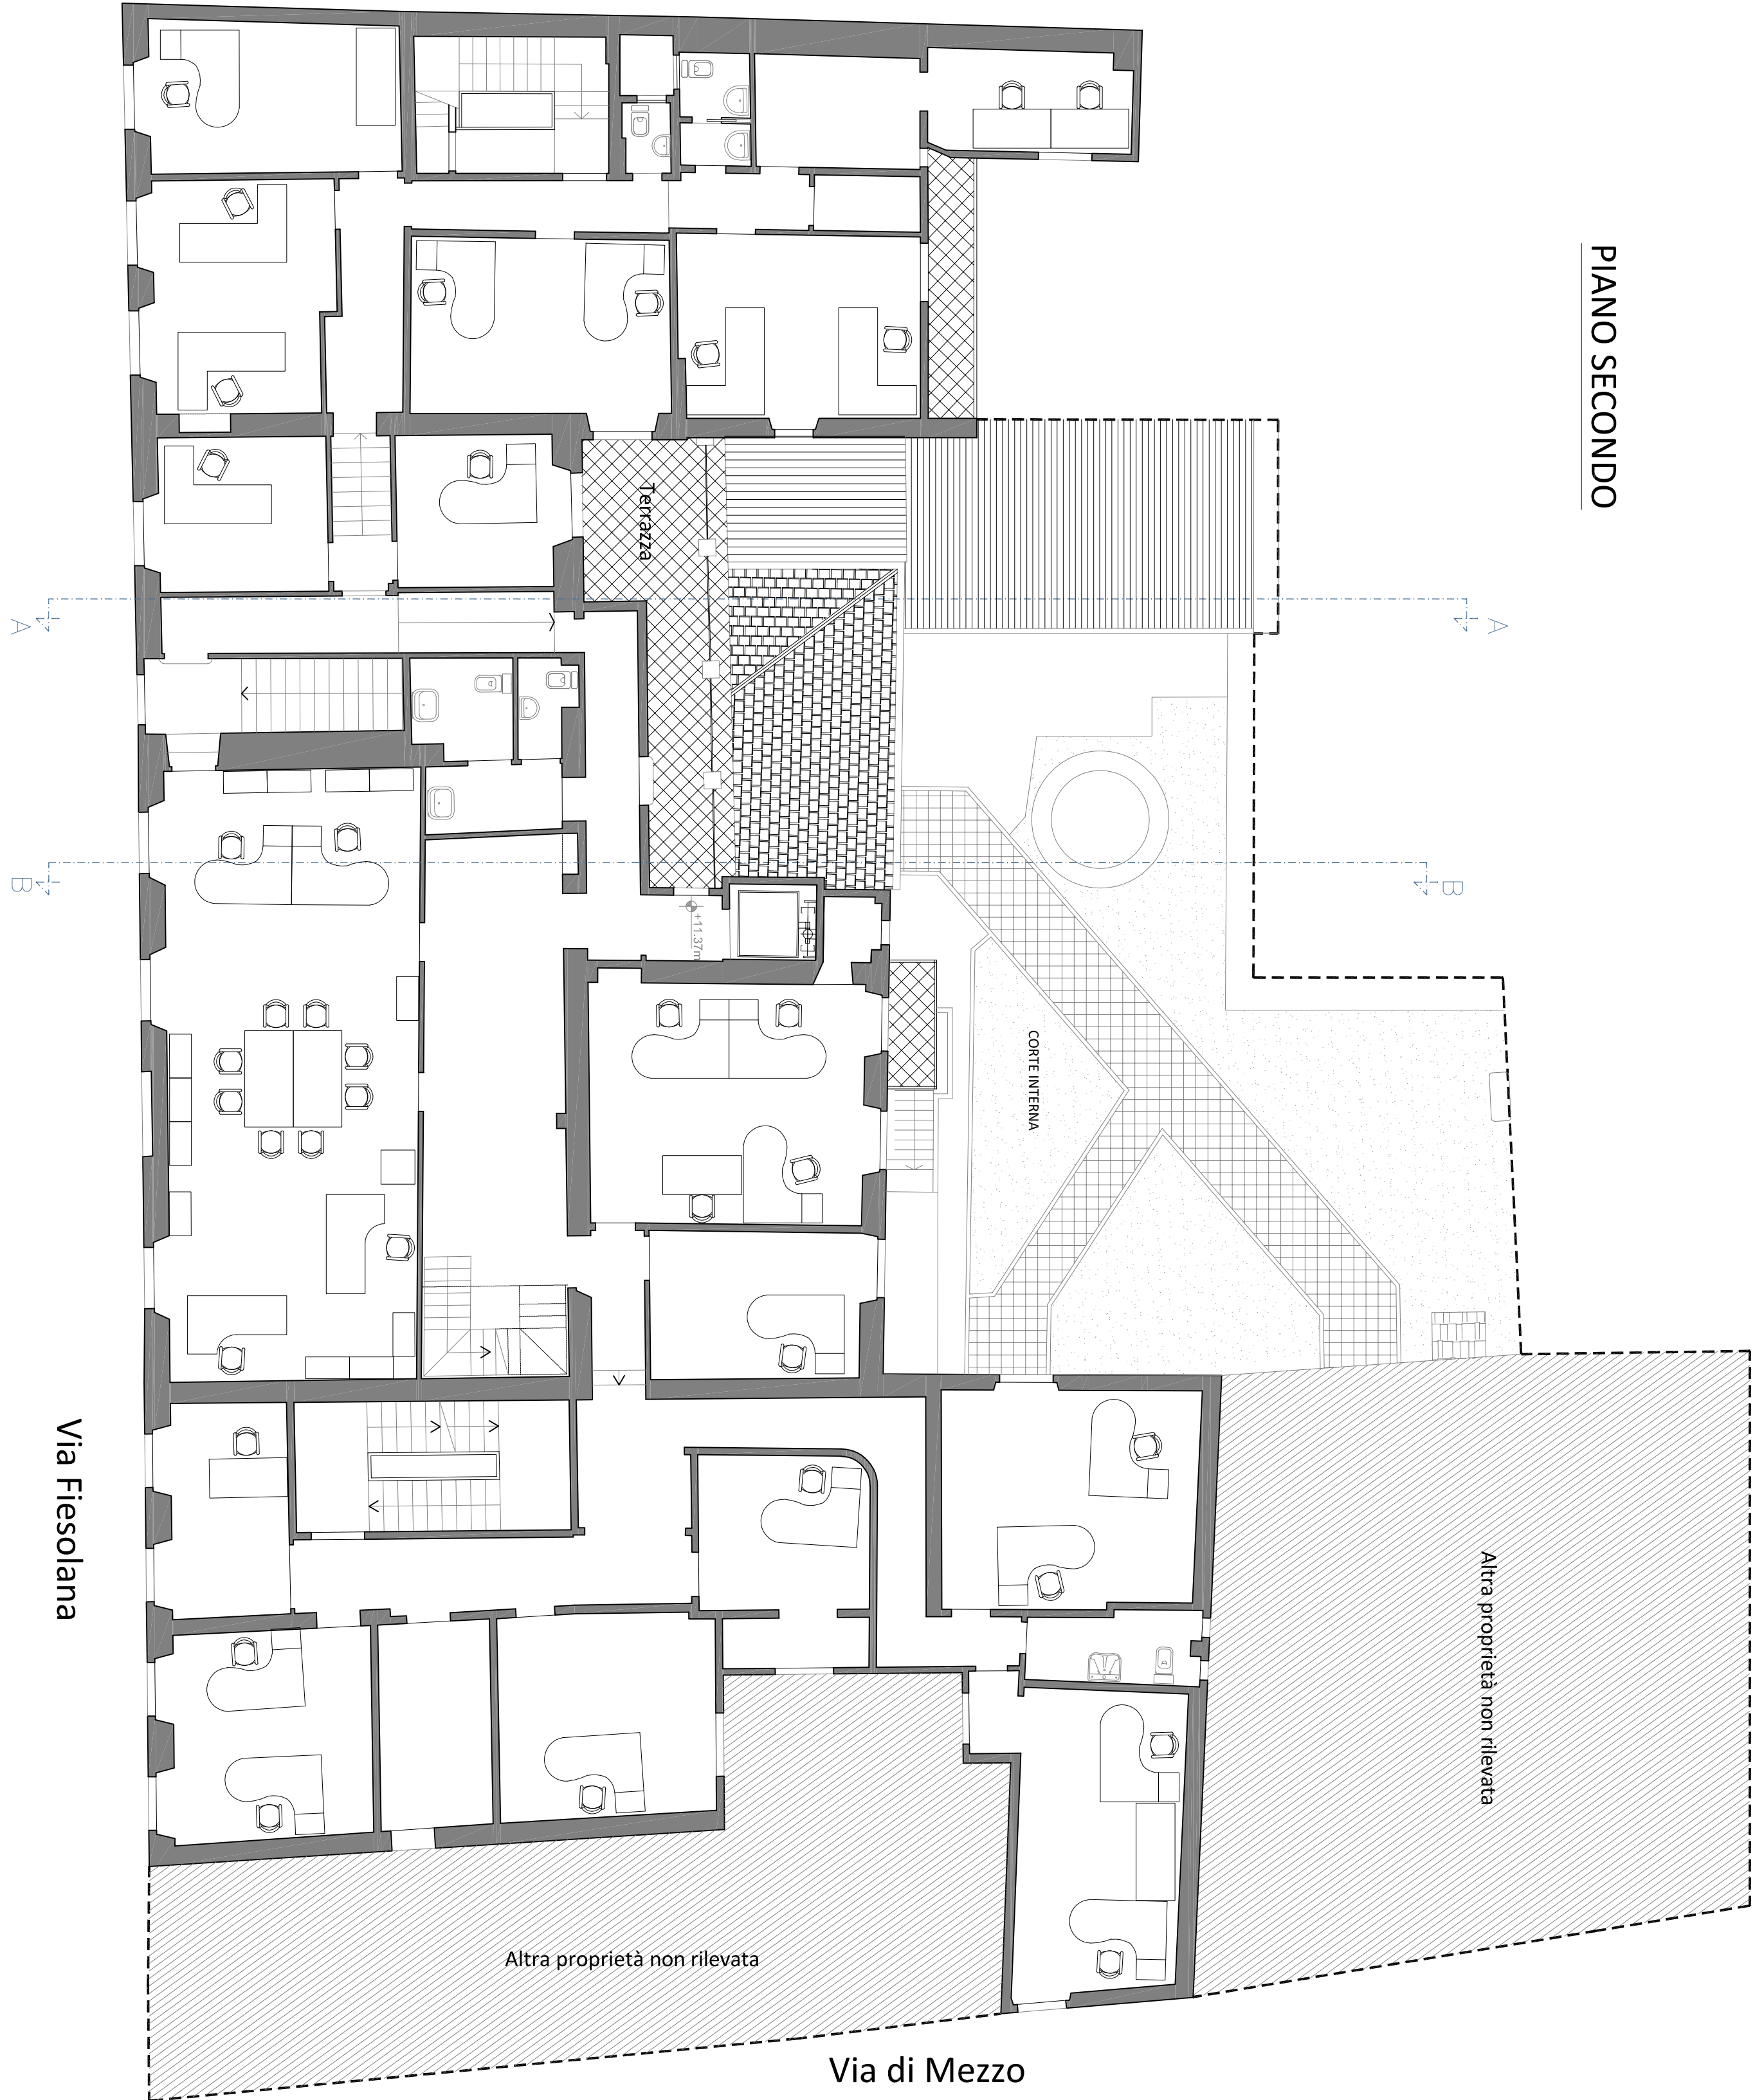 PIANO SECONDO
Terrazza
A
A
B
B
+11.37m
CORTE INTERNA
Via Fiesolana
Altra proprietà non rilevata
Altra proprietà non rilevata
Via di Mezzo